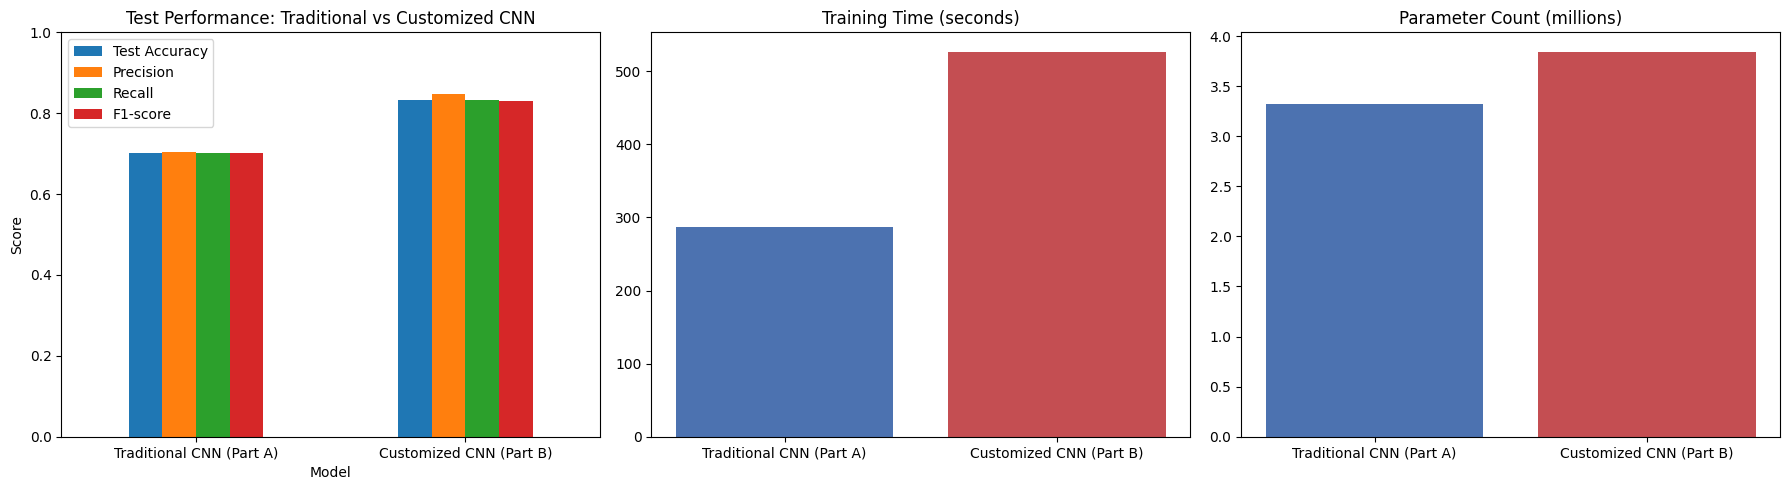 Test Performance: Traditional vs Customized CNN
Test Accuracy
Precision
Recall
F1-score
1.0
0.8
0.6
0.4
0.2
0.0
Score
Traditional CNN (Part A)
Customized CNN (Part B)
Model
Training Time (seconds)
500
400
300
200
100
0
Traditional CNN (Part A)
Customized CNN (Part B)
Parameter Count (millions)
4.0
3.5
3.0
2.5
2.0
1.5
1.0
0.5
0.0
Traditional CNN (Part A)
Customized CNN (Part B)